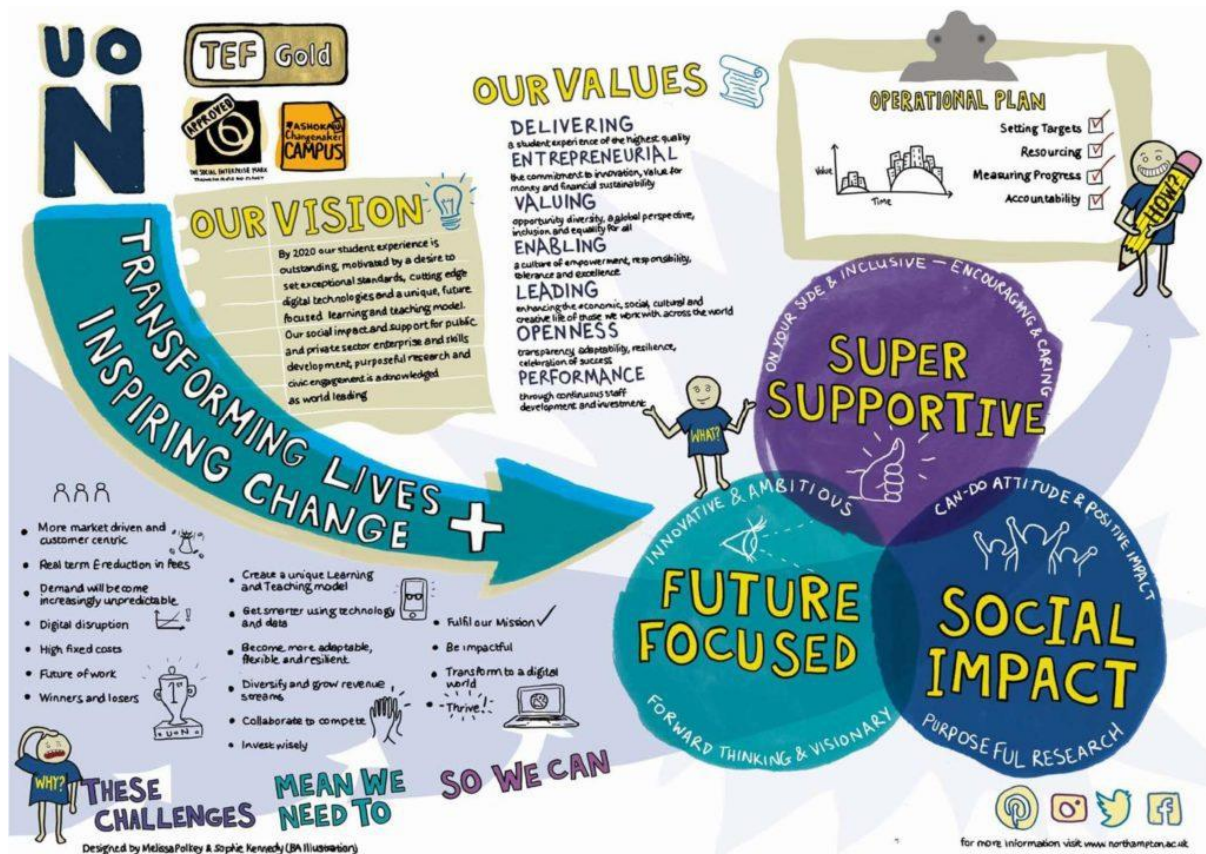 UO
N
TEF Gold
APPROVED
THE SOCIAL ENTERPRISE MARK
#ASHOKAU
Changemaker
CAMPUS
TRANSFORMING LIVES
INSPIRING CHANGE +
OUR VISION
By 2020 our student experience is
outstanding, motivated by a desire to
set exceptional standards, cutting edge
digital technologies and a unique, future
focused learning and teaching model.
Our social impact and support for public
and private sector enterprise and skills
development, purposeful research and
civic engagement is acknowledged
as world leading
OUR VALUES
DELIVERING
a student experience of the highest quality
ENTREPRENEURIAL
the commitment to innovation, value for
money and financial sustainability
VALUING
opportunity diversity, a global perspective,
inclusion and equality for all
ENABLING
a culture of empowerment, responsibility,
tolerance and excellence
LEADING
enhancing the economic, social, cultural and
creative life of those we work with across the world
OPENNESS
transparency, adaptability, resilience,
celebration of success
PERFORMANCE
through continuous staff
development and investment
OPERATIONAL PLAN
Value
Time
Setting Targets
Resourcing
Measuring Progress
Accountability
HOW?
WHAT?
ON YOUR SIDE & INCLUSIVE — ENCOURAGING & CARING
SUPER
SUPPORTIVE
INNOVATIVE & AMBITIOUS
FUTURE
FOCUSED
FORWARD THINKING & VISIONARY
CAN-DO ATTITUDE & POSITIVE IMPACT
SOCIAL
IMPACT
PURPOSEFUL RESEARCH
• More market driven and
customer centric
• Real term £ reduction in fees
• Demand will become
increasingly unpredictable
• Digital disruption
• High fixed costs
• Future of work
• Winners and losers
1ST
UON
WHY?
THESE
CHALLENGES
• Create a unique Learning
and Teaching model
• Get smarter using technology
and data
• Become more adaptable,
flexible and resilient
• Diversify and grow revenue
streams
• Collaborate to compete
• Invest wisely
MEAN WE
NEED TO
• Fulfil our Mission
• Be impactful
• Transform to a digital
world
• Thrive!
SO WE CAN
Designed by Melissa Polkey & Sophie Kennedy (BA Illustration)
for more information visit www.northampton.ac.uk